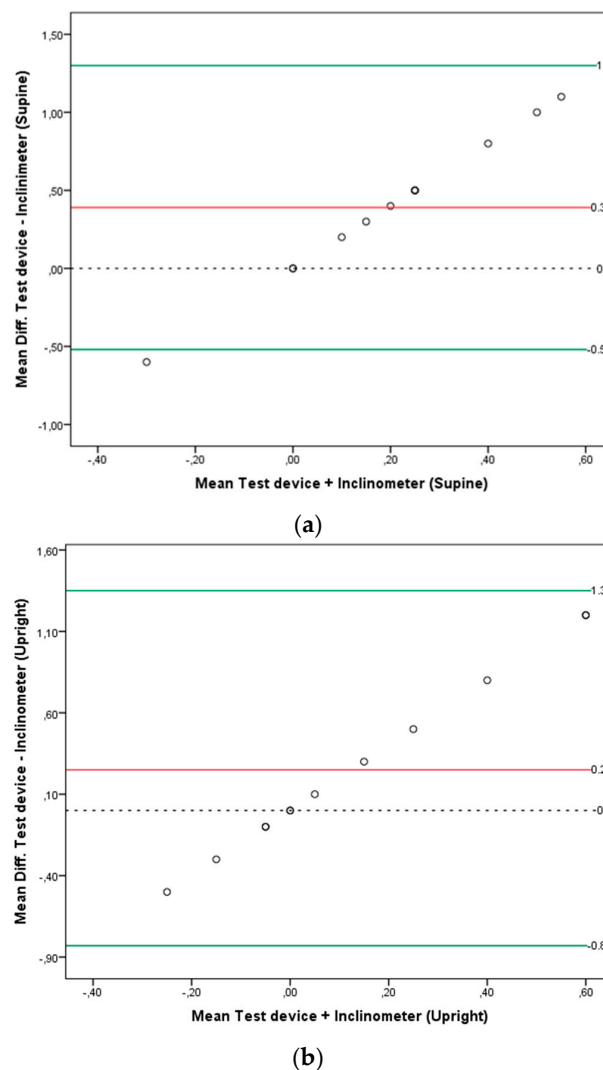 1,50
1
1,00
,50
0.3
,00
0
-,50
-0.5
-1,00
Mean Diff. Test device - Inclinimeter (Supine)
-,40 -,20 ,00 ,20 ,40 ,60
Mean Test device + Inclinometer (Supine)
(a)
1,60
1.3
1,10
,60
0.2
,10
-0
-,40
-0.8
-,90
Mean Diff. Test device - Inclinometer (Upright)
-,40 -,20 ,00 ,20 ,40 ,60
Mean Test device + Inclinometer (Upright)
(b)